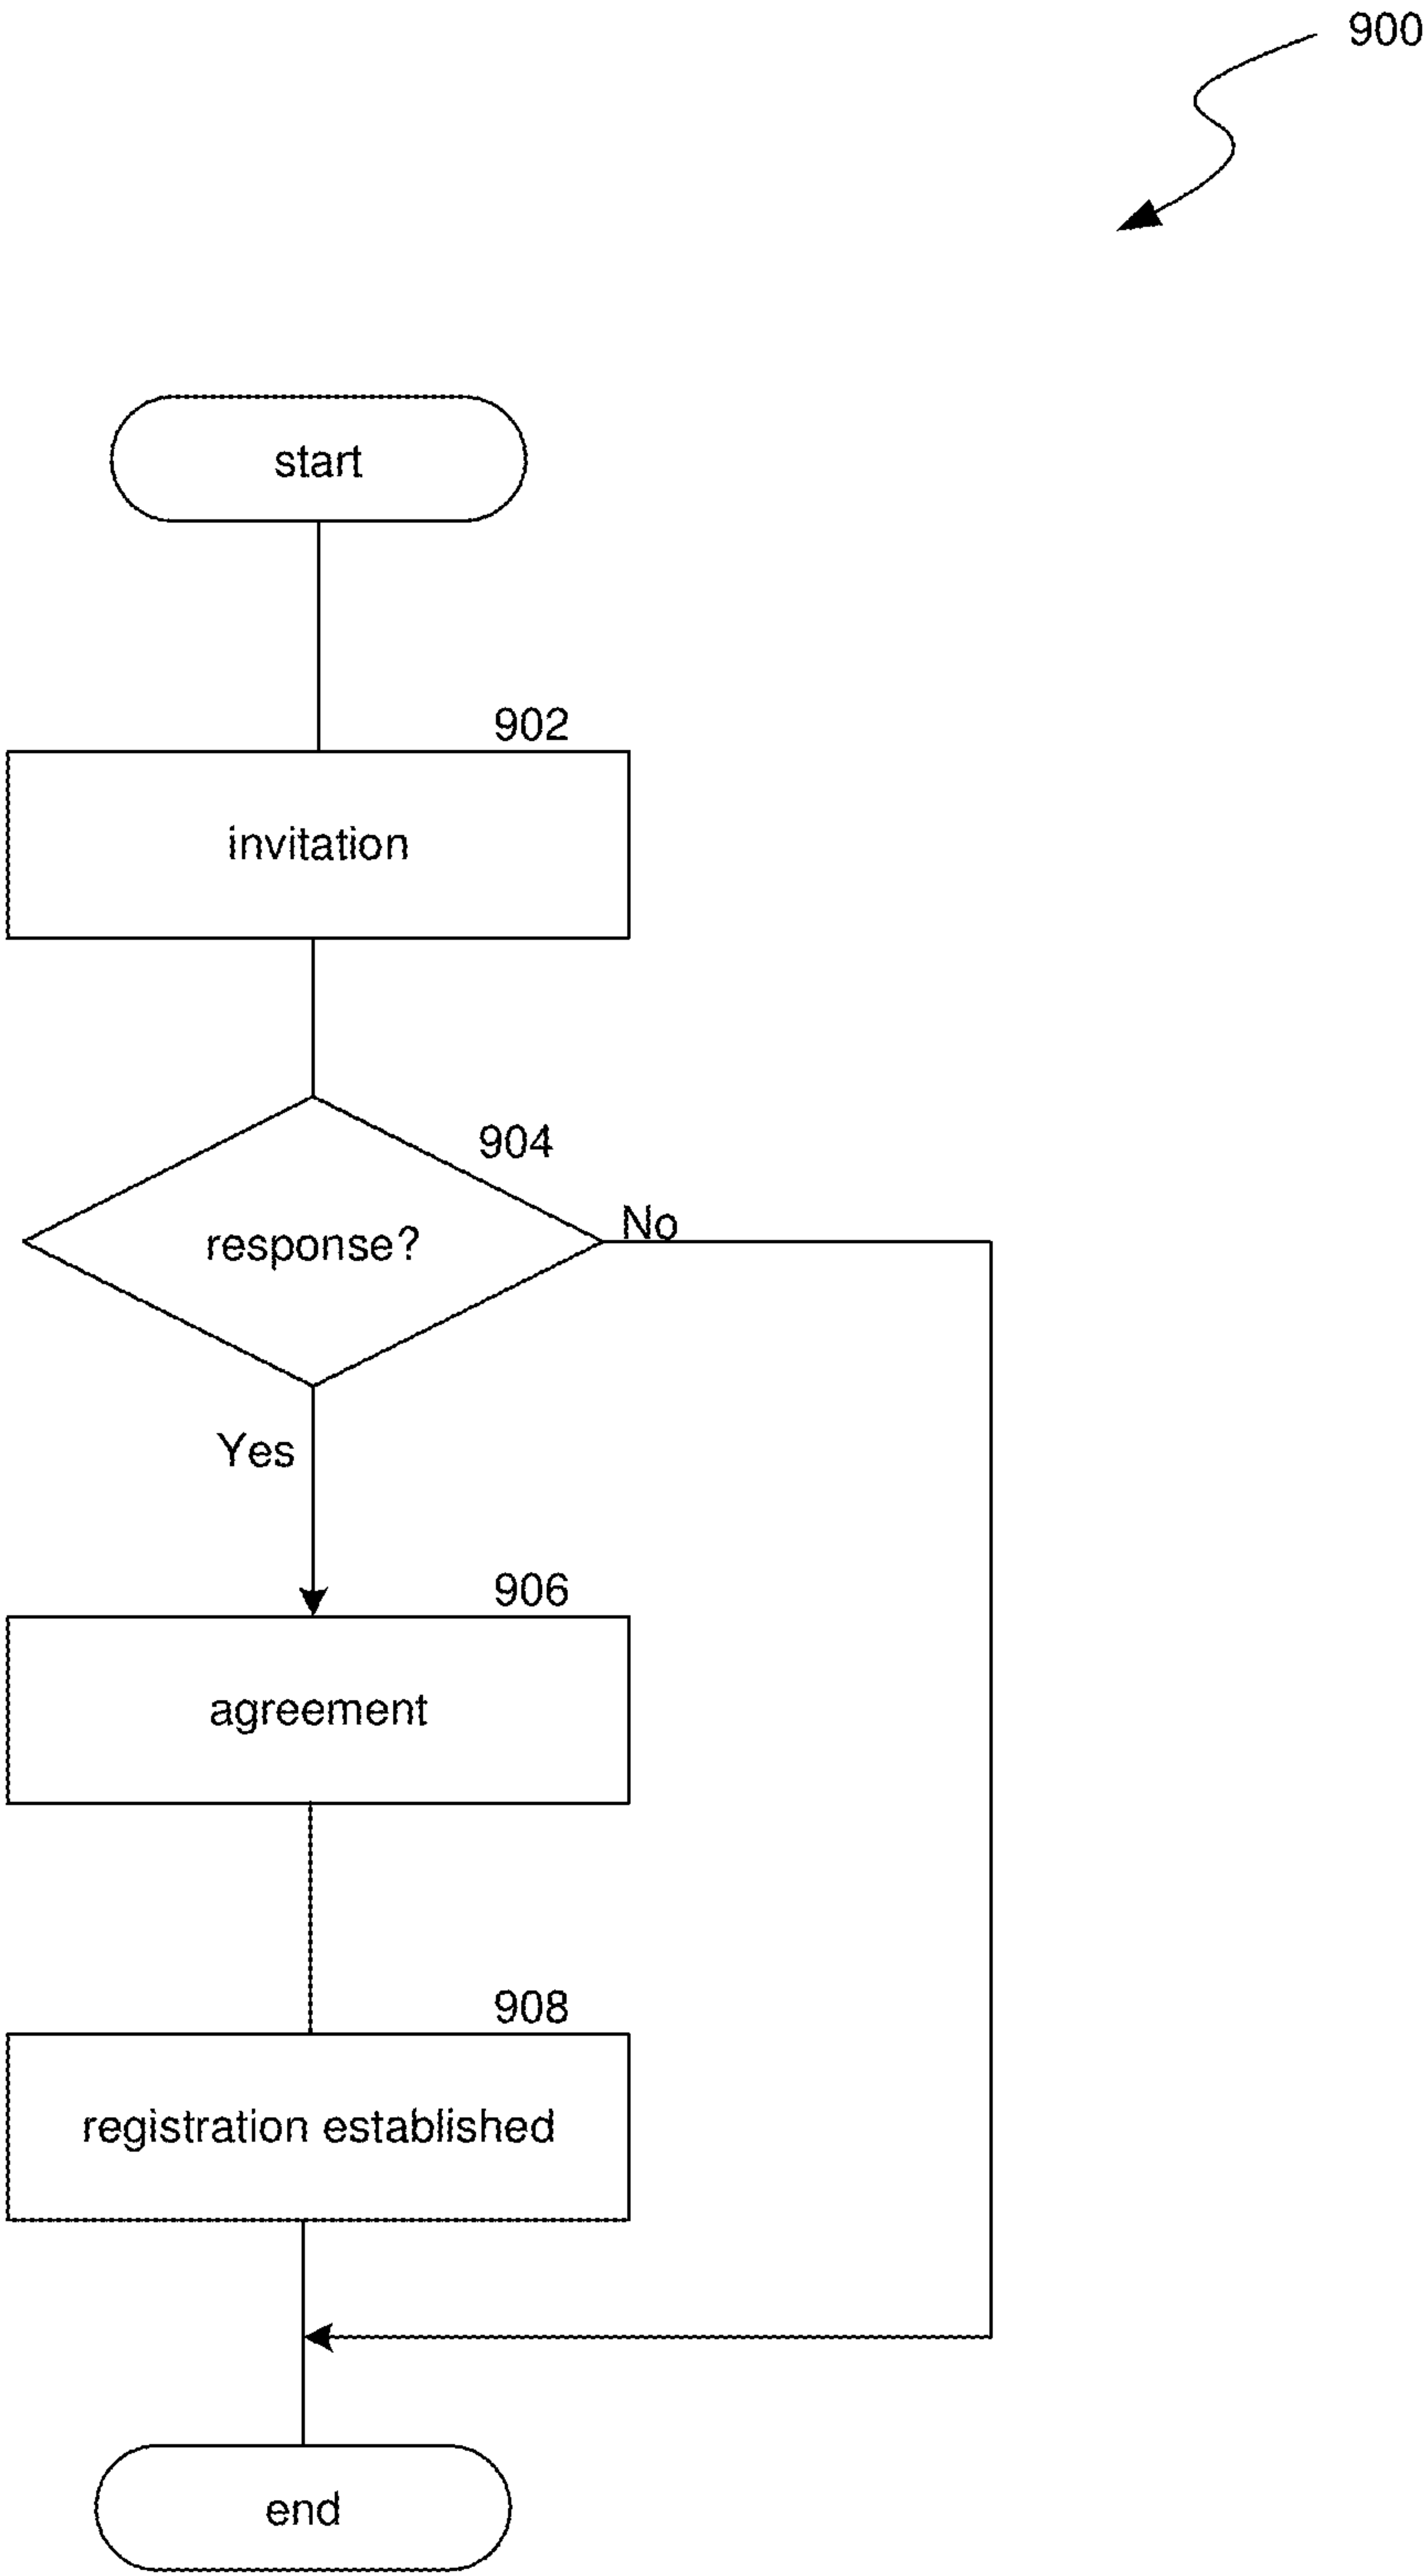 900
start
902
invitation
904
response?
No
Yes
906
agreement
908
registration established
end